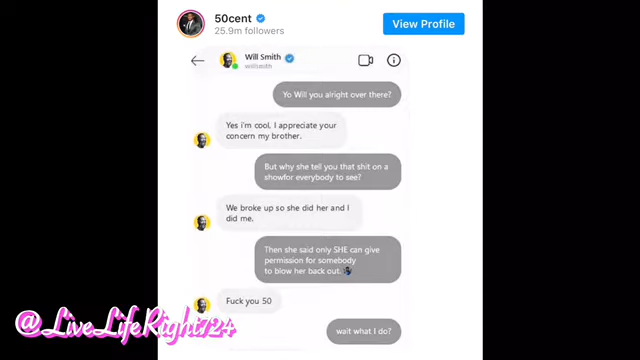 50cent
25.9m followers
View Profile
Will Smith
willsmith
Yo Will you alright over there?
Yes i'm cool, I appreciate your
concern my brother.
But why she tell you that shit on a
showfor everybody to see?
We broke up so she did her and I
did me.
Then she said only SHE can give
permission for somebody
to blow her back out.
Fuck you 50
wait what I do?
@LiveLifeRight124